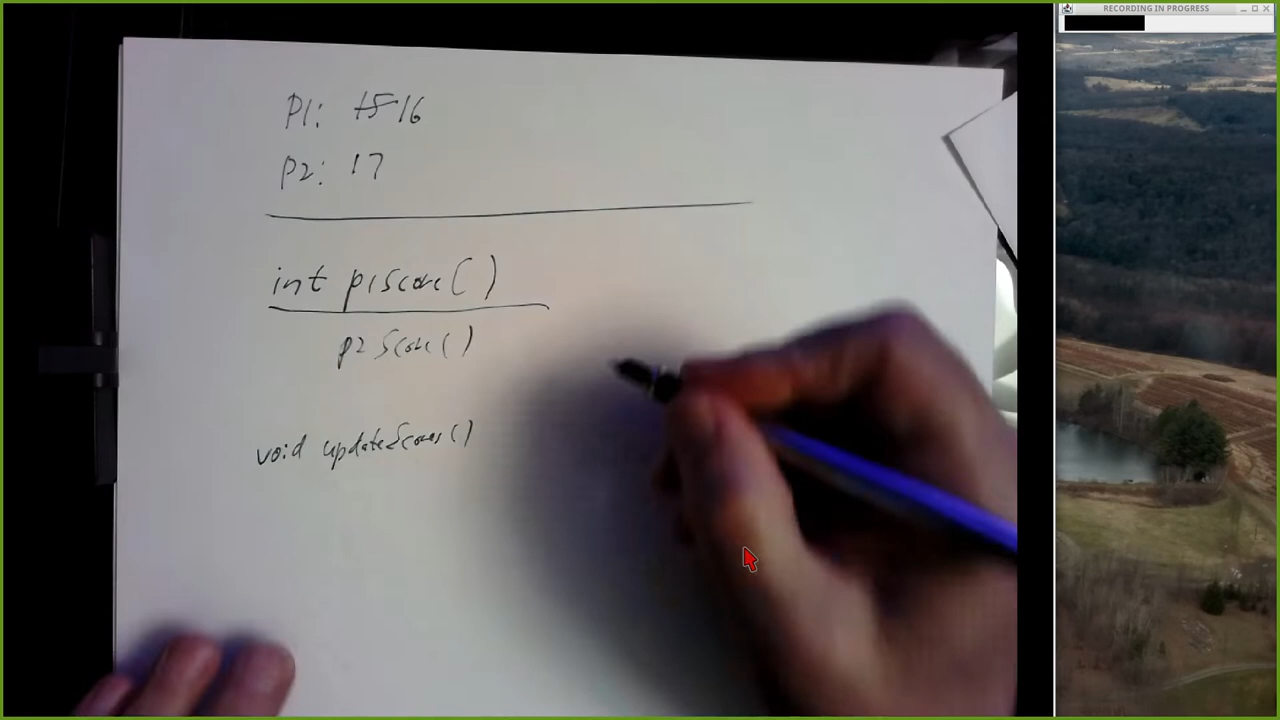 RECORDING IN PROGRESS
P1: 15 16
P2: 17
int p1Score()
p2Score()
void updateScores()